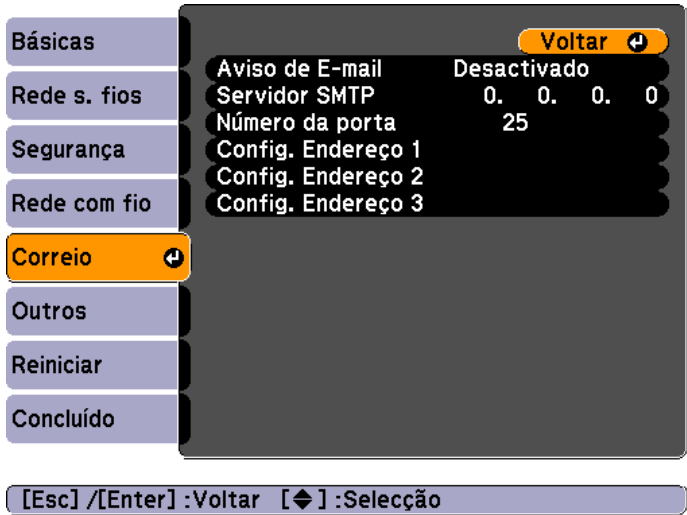 Básicas
Rede s. fios
Segurança
Rede com fio
Correio
Outros
Reiniciar
Concluído
Voltar
Aviso de E-mail Desactivado
Servidor SMTP 0. 0. 0. 0
Número da porta 25
Config. Endereço 1
Config. Endereço 2
Config. Endereço 3
[Esc] /[Enter] :Voltar [◆] :Selecção